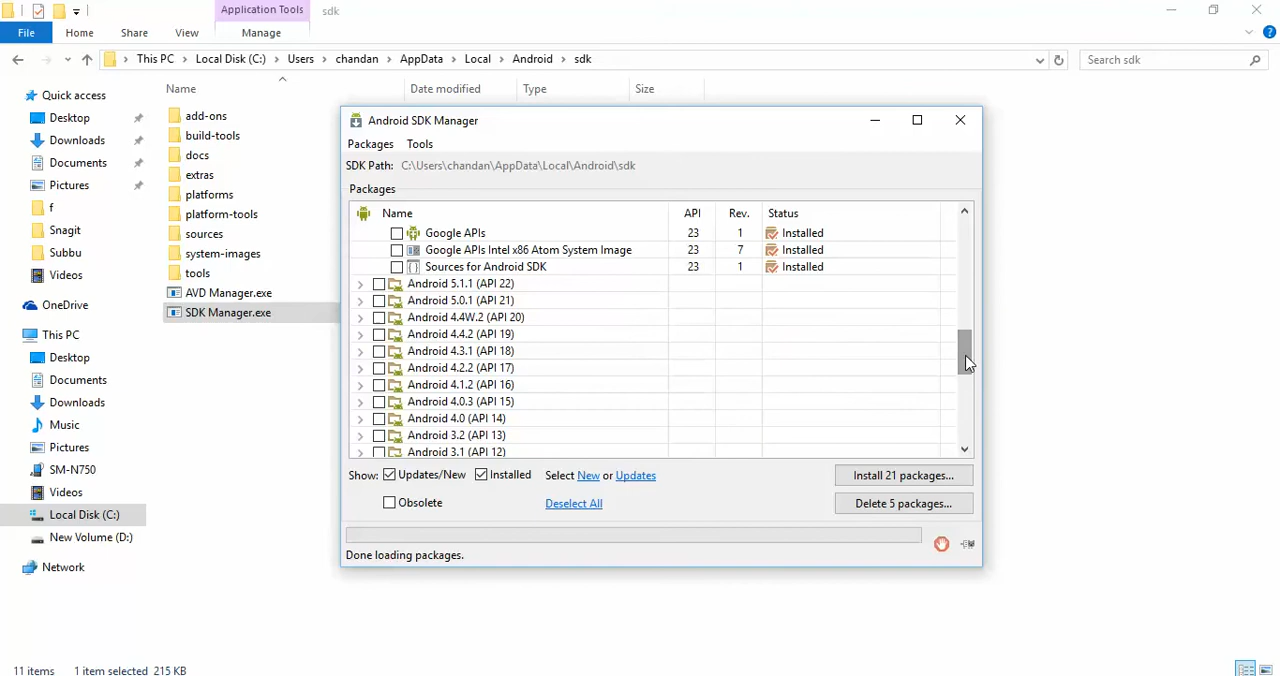 Application Tools sdk
File Home Share View Manage
This PC Local Disk (C:) Users chandan AppData Local Android sdk
Search sdk
Quick access
Desktop
Downloads
Documents
Pictures
f
Snagit
Subbu
Videos
OneDrive
This PC
Desktop
Documents
Downloads
Music
Pictures
SM-N750
Videos
Local Disk (C:)
New Volume (D:)
Network
Name Date modified Type Size
add-ons
build-tools
docs
extras
platforms
platform-tools
sources
system-images
tools
AVD Manager.exe
SDK Manager.exe
Android SDK Manager
Packages Tools
SDK Path: C:\Users\chandan\AppData\Local\Android\sdk
Packages
Name API Rev. Status
Google APIs 23 1 Installed
Google APIs Intel x86 Atom System Image 23 7 Installed
Sources for Android SDK 23 1 Installed
Android 5.1.1 (API 22)
Android 5.0.1 (API 21)
Android 4.4W.2 (API 20)
Android 4.4.2 (API 19)
Android 4.3.1 (API 18)
Android 4.2.2 (API 17)
Android 4.1.2 (API 16)
Android 4.0.3 (API 15)
Android 4.0 (API 14)
Android 3.2 (API 13)
Android 3.1 (API 12)
Show: Updates/New Installed Select New or Updates Install 21 packages...
Obsolete Deselect All Delete 5 packages...
Done loading packages.
11 items 1 item selected 215 KB